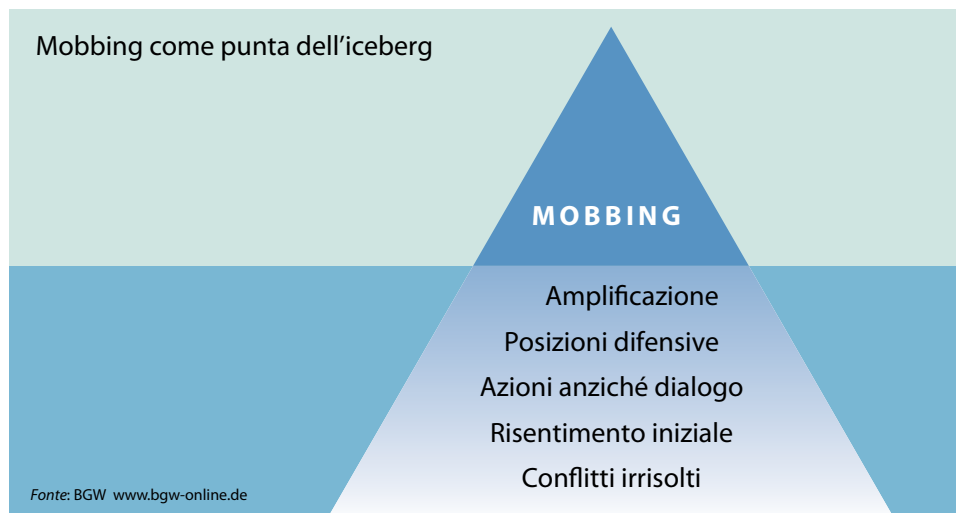 Mobbing come punta dell’iceberg
MOBBING
Amplificazione
Posizioni difensive
Azioni anziché dialogo
Risentimento iniziale
Conflitti irrisolti
Fonte: BGW www.bgw-online.de